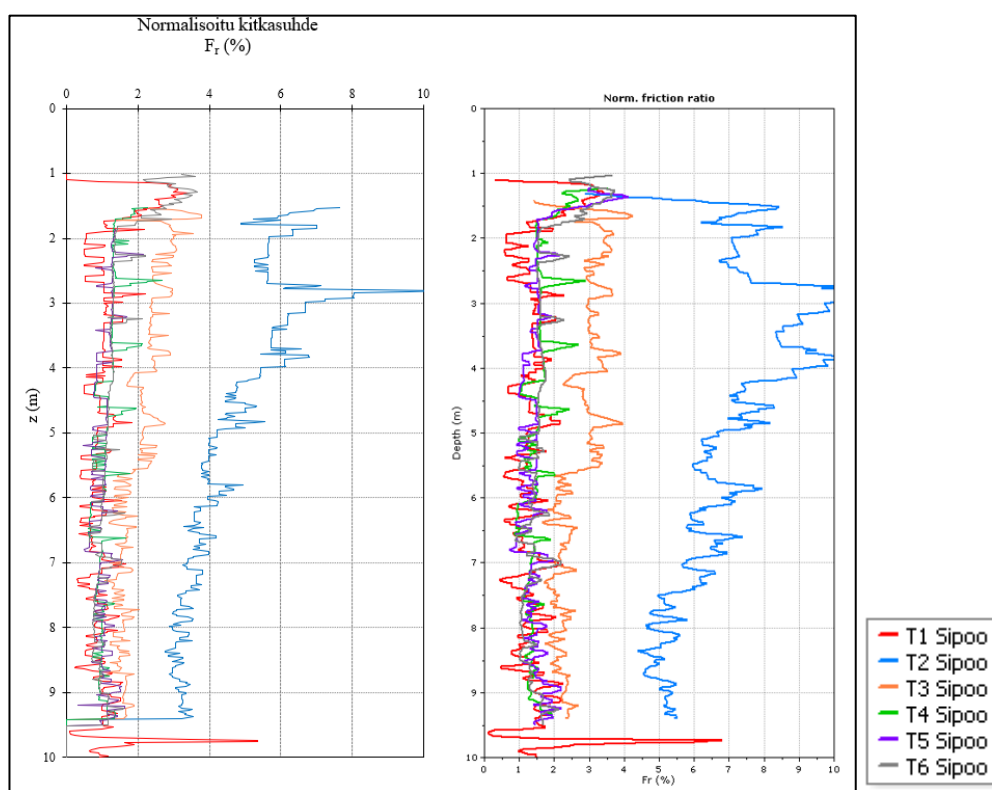 Normalisoitu kitkasuhde
Fr (%)
0 2 4 6 8 10
0
1
2
3
4
5
6
7
8
9
10
z (m)
Norm. friction ratio
0
1
2
3
4
5
6
7
8
9
10
Depth (m)
0 1 2 3 4 5 6 7 8 9 10
Fr (%)
T1 Sipoo
T2 Sipoo
T3 Sipoo
T4 Sipoo
T5 Sipoo
T6 Sipoo